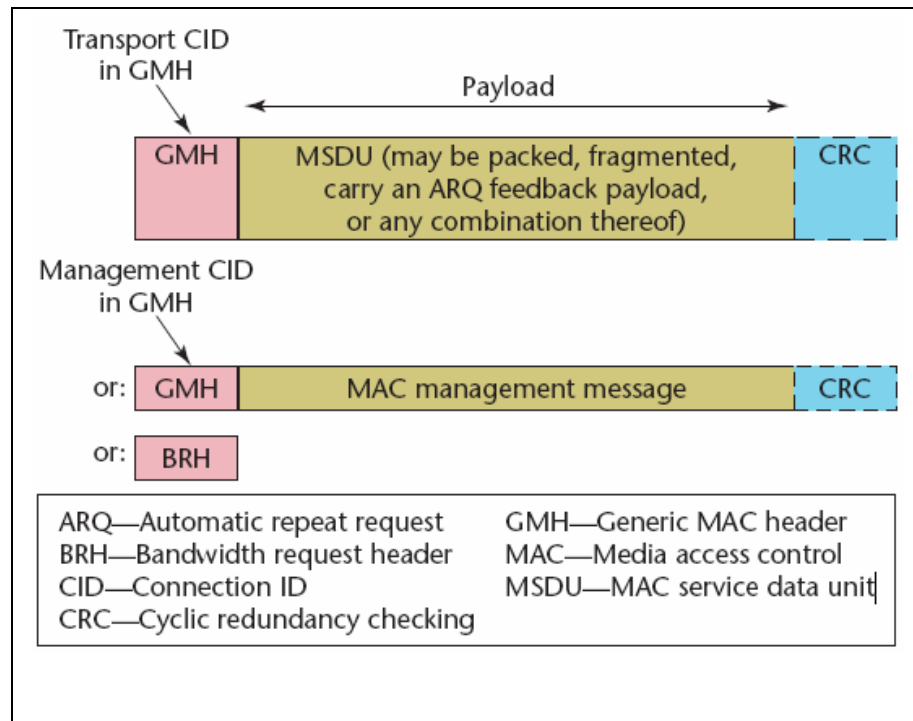 Transport CID
in GMH
Payload
GMH
MSDU (may be packed, fragmented,
carry an ARQ feedback payload,
or any combination thereof)
CRC
Management CID
in GMH
or:
GMH
MAC management message
CRC
or:
BRH
ARQ—Automatic repeat request
BRH—Bandwidth request header
CID—Connection ID
CRC—Cyclic redundancy checking
GMH—Generic MAC header
MAC—Media access control
MSDU—MAC service data unit